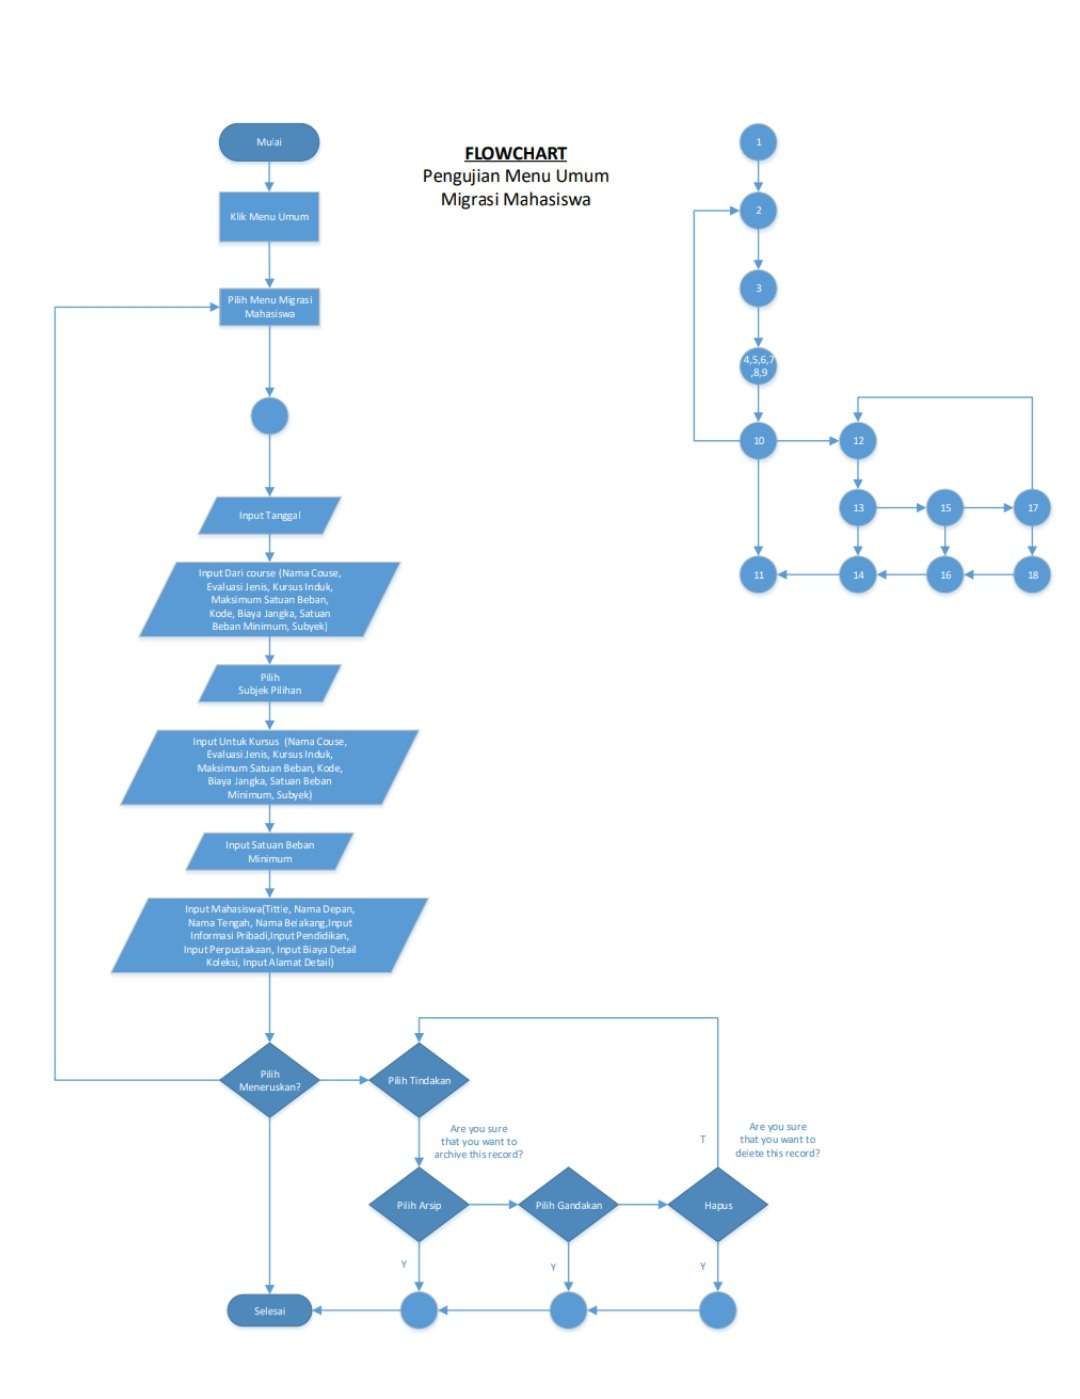 Mulai
FLOWCHART
Pengujian Menu Umum
Migrasi Mahasiswa
Klik Menu Umum
Pilih Menu Migrasi
Mahasiswa
Input Tanggal
Input Dari course (Nama Couse,
Evaluasi Jenis, Kursus Induk,
Maksimum Satuan Beban,
Kode, Biaya Jangka, Satuan
Beban Minimum, Subyek)
Pilih
Subjek Pilihan
Input Untuk Kursus (Nama Couse,
Evaluasi Jenis, Kursus Induk,
Maksimum Satuan Beban, Kode,
Biaya Jangka, Satuan Beban
Minimum, Subyek)
Input Satuan Beban
Minimum
Input Mahasiswa(Tittle, Nama Depan,
Nama Tengah, Nama Belakang,Input
Informasi Pribadi,Input Pendidikan,
Input Perpustakaan, Input Biaya Detail
Koleksi, Input Alamat Detail)
Pilih
Meneruskan?
Pilih Tindakan
Are you sure
that you want to
archive this record?
T
Are you sure
that you want to
delete this record?
Pilih Arsip
Pilih Gandakan
Hapus
Y
Y
Y
Selesai
1
2
3
4,5,6,7
,8,9
10
12
13
15
17
11
14
16
18